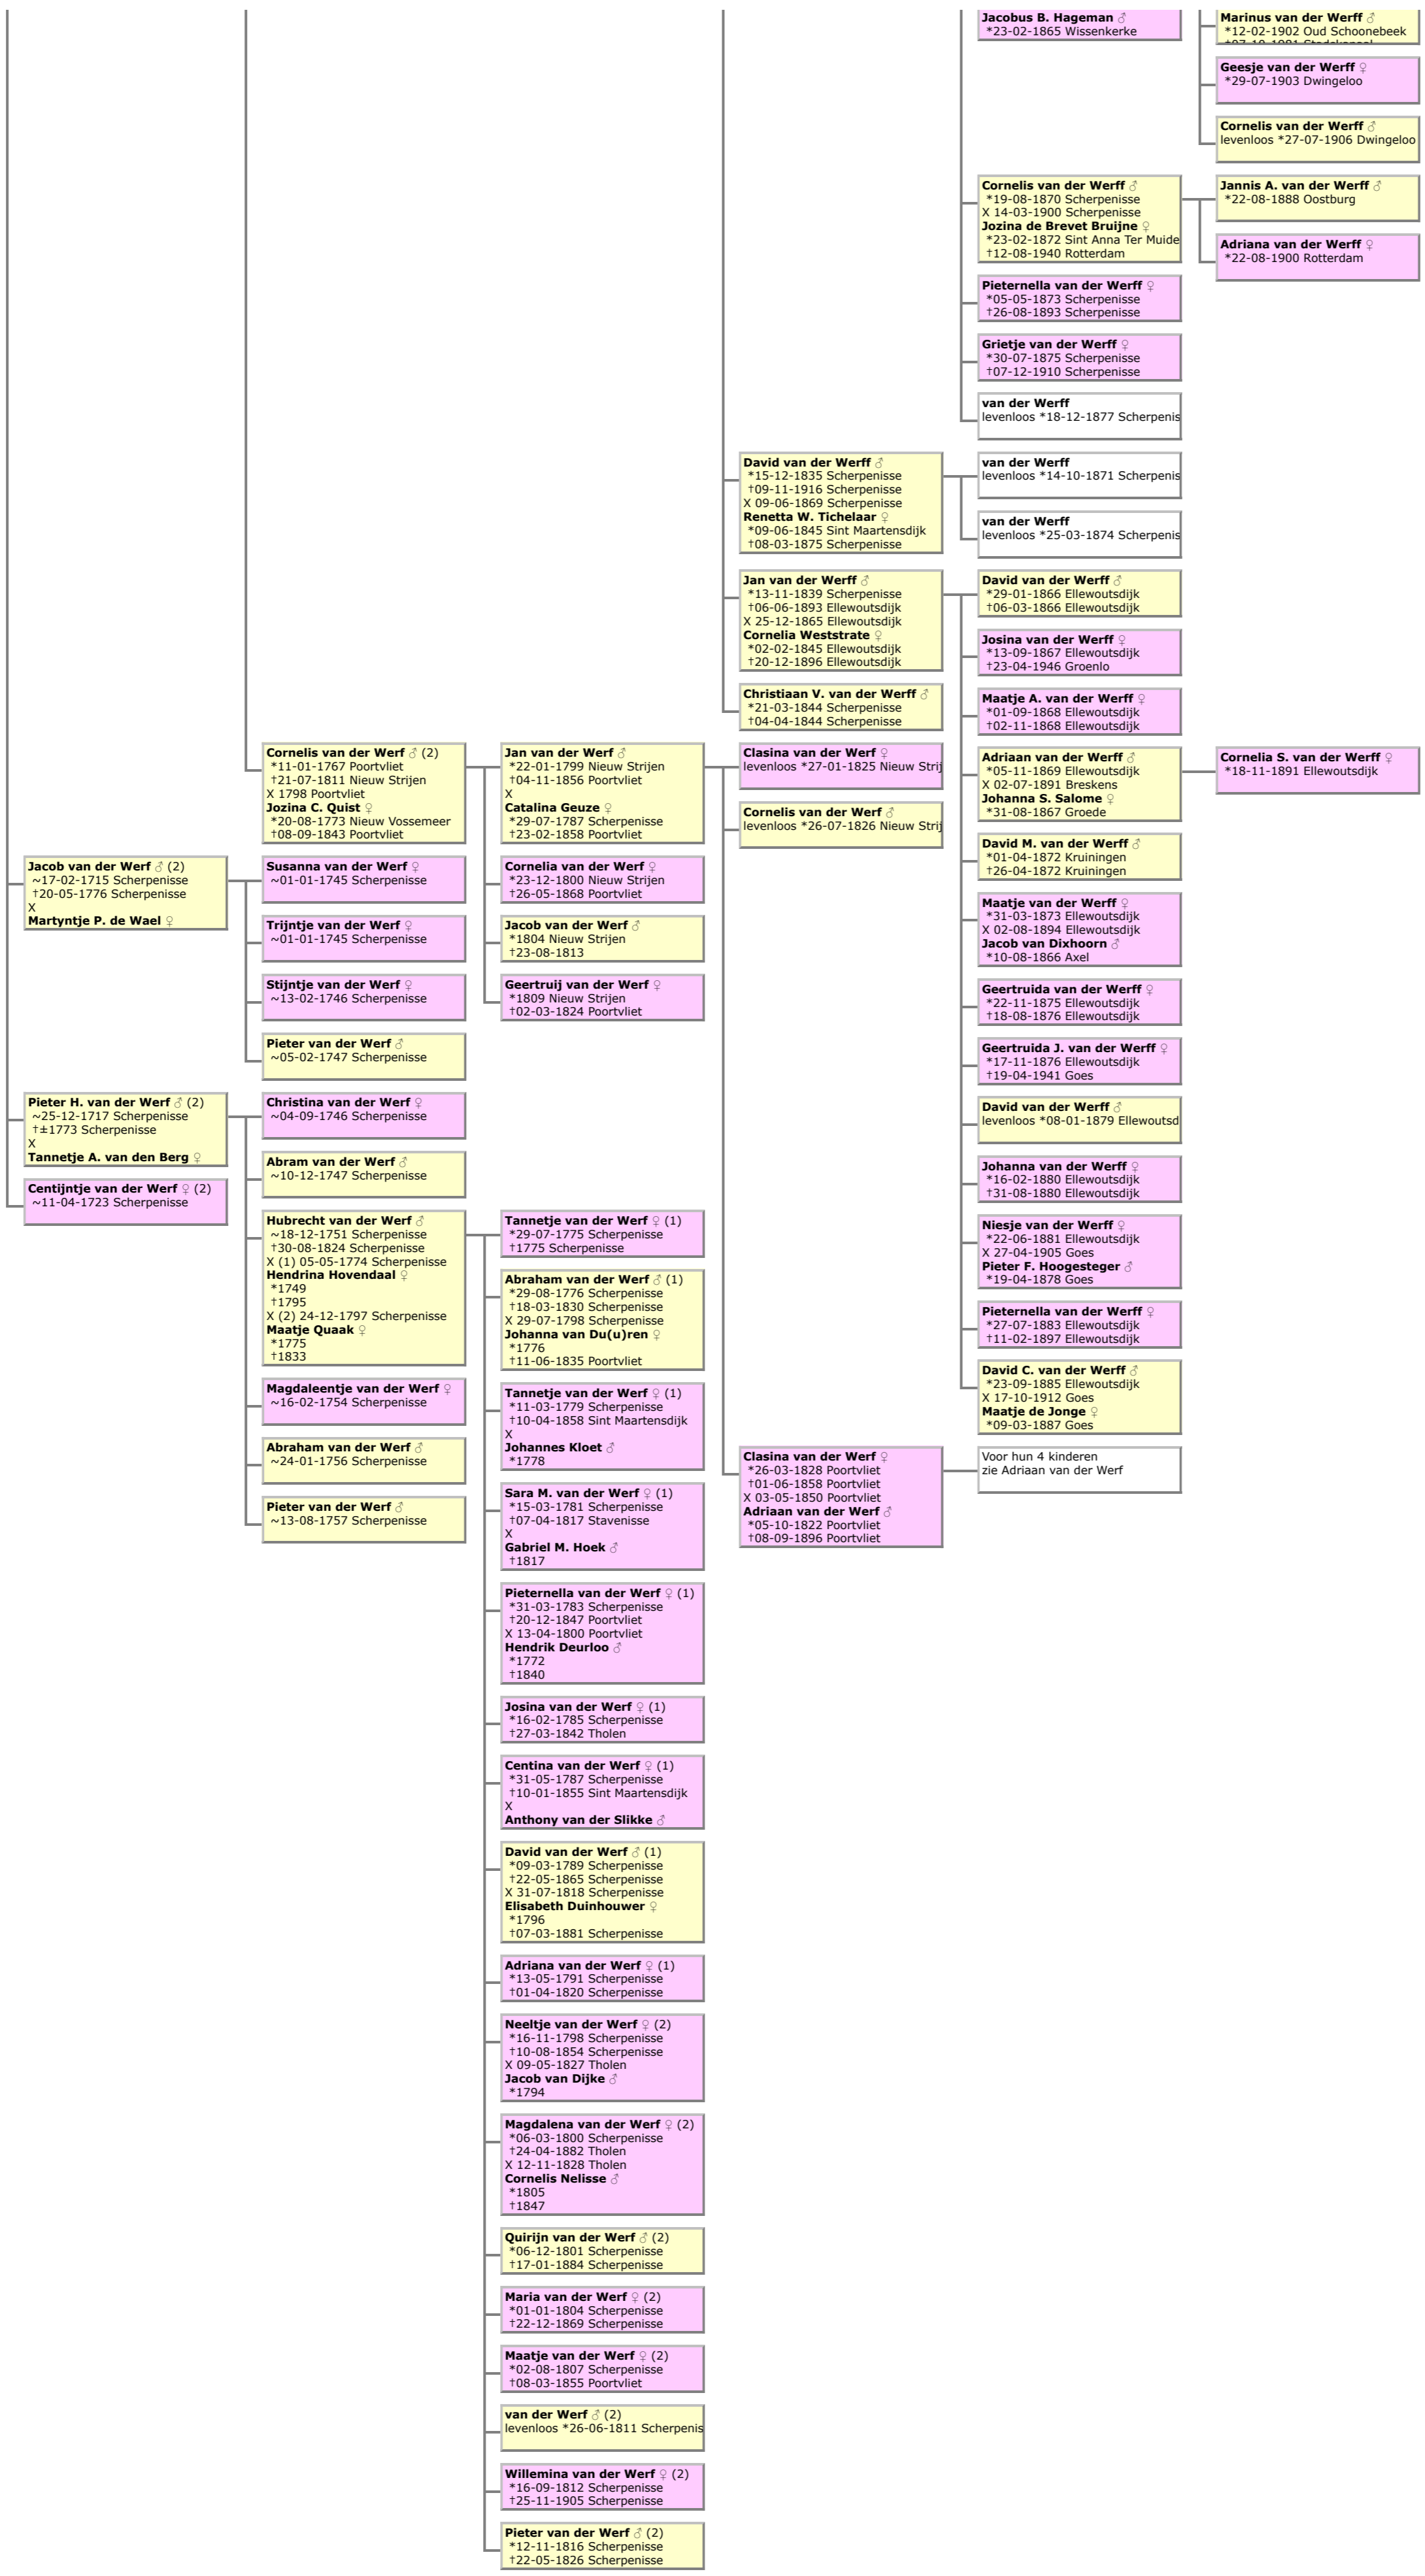 Jacob van der Werf ♂ (2)
~17-02-1715 Scherpenisse
†20-05-1776 Scherpenisse
X
Martyntje P. de Wael ♀
Pieter H. van der Werf ♂ (2)
~25-12-1717 Scherpenisse
†±1773 Scherpenisse
X
Tannetje A. van den Berg ♀
Centijntje van der Werf ♀ (2)
~11-04-1723 Scherpenisse
Cornelis van der Werf ♂ (2)
*11-01-1767 Poortvliet
†21-07-1811 Nieuw Strijen
X 1798 Poortvliet
Jozina C. Quist ♀
*20-08-1773 Nieuw Vossemeer
†08-09-1843 Poortvliet
Susanna van der Werf ♀
~01-01-1745 Scherpenisse
Trijntje van der Werf ♀
~01-01-1745 Scherpenisse
Stijntje van der Werf ♀
~13-02-1746 Scherpenisse
Pieter van der Werf ♂
~05-02-1747 Scherpenisse
Christina van der Werf ♀
~04-09-1746 Scherpenisse
Abram van der Werf ♂
~10-12-1747 Scherpenisse
Hubrecht van der Werf ♂
~18-12-1751 Scherpenisse
†30-08-1824 Scherpenisse
X (1) 05-05-1774 Scherpenisse
Hendrina Hovendaal ♀
*1749
†1795
X (2) 24-12-1797 Scherpenisse
Maatje Quaak ♀
*1775
†1833
Magdaleentje van der Werf ♀
~16-02-1754 Scherpenisse
Abraham van der Werf ♂
~24-01-1756 Scherpenisse
Pieter van der Werf ♂
~13-08-1757 Scherpenisse
Jan van der Werf ♂
*22-01-1799 Nieuw Strijen
†04-11-1856 Poortvliet
X
Catalina Geuze ♀
*29-07-1787 Scherpenisse
†23-02-1858 Poortvliet
Cornelia van der Werf ♀
*23-12-1800 Nieuw Strijen
†26-05-1868 Poortvliet
Jacob van der Werf ♂
*1804 Nieuw Strijen
†23-08-1813
Geertruij van der Werf ♀
*1809 Nieuw Strijen
†02-03-1824 Poortvliet
Tannetje van der Werf ♀ (1)
*29-07-1775 Scherpenisse
†1775 Scherpenisse
Abraham van der Werf ♂ (1)
*29-08-1776 Scherpenisse
†18-03-1830 Scherpenisse
X 29-07-1798 Scherpenisse
Johanna van Du(u)ren ♀
*1776
†11-06-1835 Poortvliet
Tannetje van der Werf ♀ (1)
*11-03-1779 Scherpenisse
†10-04-1858 Sint Maartensdijk
X
Johannes Kloet ♂
*1778
Sara M. van der Werf ♀ (1)
*15-03-1781 Scherpenisse
†07-04-1817 Stavenisse
X
Gabriel M. Hoek ♂
†1817
Pieternella van der Werf ♀ (1)
*31-03-1783 Scherpenisse
†20-12-1847 Poortvliet
X 13-04-1800 Poortvliet
Hendrik Deurloo ♂
*1772
†1840
Josina van der Werf ♀ (1)
*16-02-1785 Scherpenisse
†27-03-1842 Tholen
Centina van der Werf ♀ (1)
*31-05-1787 Scherpenisse
†10-01-1855 Sint Maartensdijk
X
Anthony van der Slikke ♂
David van der Werf ♂ (1)
*09-03-1789 Scherpenisse
†22-05-1865 Scherpenisse
X 31-07-1818 Scherpenisse
Elisabeth Duinhouwer ♀
*1796
†07-03-1881 Scherpenisse
Adriana van der Werf ♀ (1)
*13-05-1791 Scherpenisse
†01-04-1820 Scherpenisse
Neeltje van der Werf ♀ (2)
*16-11-1798 Scherpenisse
†10-08-1854 Scherpenisse
X 09-05-1827 Tholen
Jacob van Dijke ♂
*1794
Magdalena van der Werf ♀ (2)
*06-03-1800 Scherpenisse
†24-04-1882 Tholen
X 12-11-1828 Tholen
Cornelis Nelisse ♂
*1805
†1847
Quirijn van der Werf ♂ (2)
*06-12-1801 Scherpenisse
†17-01-1884 Scherpenisse
Maria van der Werf ♀ (2)
*01-01-1804 Scherpenisse
†22-12-1869 Scherpenisse
Maatje van der Werf ♀ (2)
*02-08-1807 Scherpenisse
†08-03-1855 Poortvliet
van der Werf ♂ (2)
levenloos *26-06-1811 Scherpenis
Willemina van der Werf ♀ (2)
*16-09-1812 Scherpenisse
†25-11-1905 Scherpenisse
Pieter van der Werf ♂ (2)
*12-11-1816 Scherpenisse
†22-05-1826 Scherpenisse
David van der Werff ♂
*15-12-1835 Scherpenisse
†09-11-1916 Scherpenisse
X 09-06-1869 Scherpenisse
Renetta W. Tichelaar ♀
*09-06-1845 Sint Maartensdijk
†08-03-1875 Scherpenisse
Jan van der Werff ♂
*13-11-1839 Scherpenisse
†06-06-1893 Ellewoutsdijk
X 25-12-1865 Ellewoutsdijk
Cornelia Weststrate ♀
*02-02-1845 Ellewoutsdijk
†20-12-1896 Ellewoutsdijk
Christiaan V. van der Werff ♂
*21-03-1844 Scherpenisse
†04-04-1844 Scherpenisse
Clasina van der Werf ♀
levenloos *27-01-1825 Nieuw Strij
Cornelis van der Werf ♂
levenloos *26-07-1826 Nieuw Strij
Clasina van der Werf ♀
*26-03-1828 Poortvliet
†01-06-1858 Poortvliet
X 03-05-1850 Poortvliet
Adriaan van der Werf ♂
*05-10-1822 Poortvliet
†08-09-1896 Poortvliet
Jacobus B. Hageman ♂
*23-02-1865 Wissenkerke
Cornelis van der Werff ♂
*19-08-1870 Scherpenisse
X 14-03-1900 Scherpenisse
Jozina de Brevet Bruijne ♀
*23-02-1872 Sint Anna Ter Muide
†12-08-1940 Rotterdam
Pieternella van der Werff ♀
*05-05-1873 Scherpenisse
†26-08-1893 Scherpenisse
Grietje van der Werff ♀
*30-07-1875 Scherpenisse
†07-12-1910 Scherpenisse
van der Werff
levenloos *18-12-1877 Scherpenis
van der Werff
levenloos *14-10-1871 Scherpenis
van der Werff
levenloos *25-03-1874 Scherpenis
David van der Werff ♂
*29-01-1866 Ellewoutsdijk
†06-03-1866 Ellewoutsdijk
Josina van der Werff ♀
*13-09-1867 Ellewoutsdijk
†23-04-1946 Groenlo
Maatje A. van der Werff ♀
*01-09-1868 Ellewoutsdijk
†02-11-1868 Ellewoutsdijk
Adriaan van der Werff ♂
*05-11-1869 Ellewoutsdijk
X 02-07-1891 Breskens
Johanna S. Salome ♀
*31-08-1867 Groede
David M. van der Werff ♂
*01-04-1872 Kruiningen
†26-04-1872 Kruiningen
Maatje van der Werff ♀
*31-03-1873 Ellewoutsdijk
X 02-08-1894 Ellewoutsdijk
Jacob van Dixhoorn ♂
*10-08-1866 Axel
Geertruida van der Werff ♀
*22-11-1875 Ellewoutsdijk
†18-08-1876 Ellewoutsdijk
Geertruida J. van der Werff ♀
*17-11-1876 Ellewoutsdijk
†19-04-1941 Goes
David van der Werff ♂
levenloos *08-01-1879 Ellewoutsd
Johanna van der Werff ♀
*16-02-1880 Ellewoutsdijk
†31-08-1880 Ellewoutsdijk
Niesje van der Werff ♀
*22-06-1881 Ellewoutsdijk
X 27-04-1905 Goes
Pieter F. Hoogesteger ♂
*19-04-1878 Goes
Pieternella van der Werff ♀
*27-07-1883 Ellewoutsdijk
†11-02-1897 Ellewoutsdijk
David C. van der Werff ♂
*23-09-1885 Ellewoutsdijk
X 17-10-1912 Goes
Maatje de Jonge ♀
*09-03-1887 Goes
Voor hun 4 kinderen
zie Adriaan van der Werf
Marinus van der Werff ♂
*12-02-1902 Oud Schoonebeek
Geesje van der Werff ♀
*29-07-1903 Dwingeloo
Cornelis van der Werff ♂
levenloos *27-07-1906 Dwingeloo
Jannis A. van der Werff ♂
*22-08-1888 Oostburg
Adriana van der Werff ♀
*22-08-1900 Rotterdam
Cornelia S. van der Werff ♀
*18-11-1891 Ellewoutsdijk